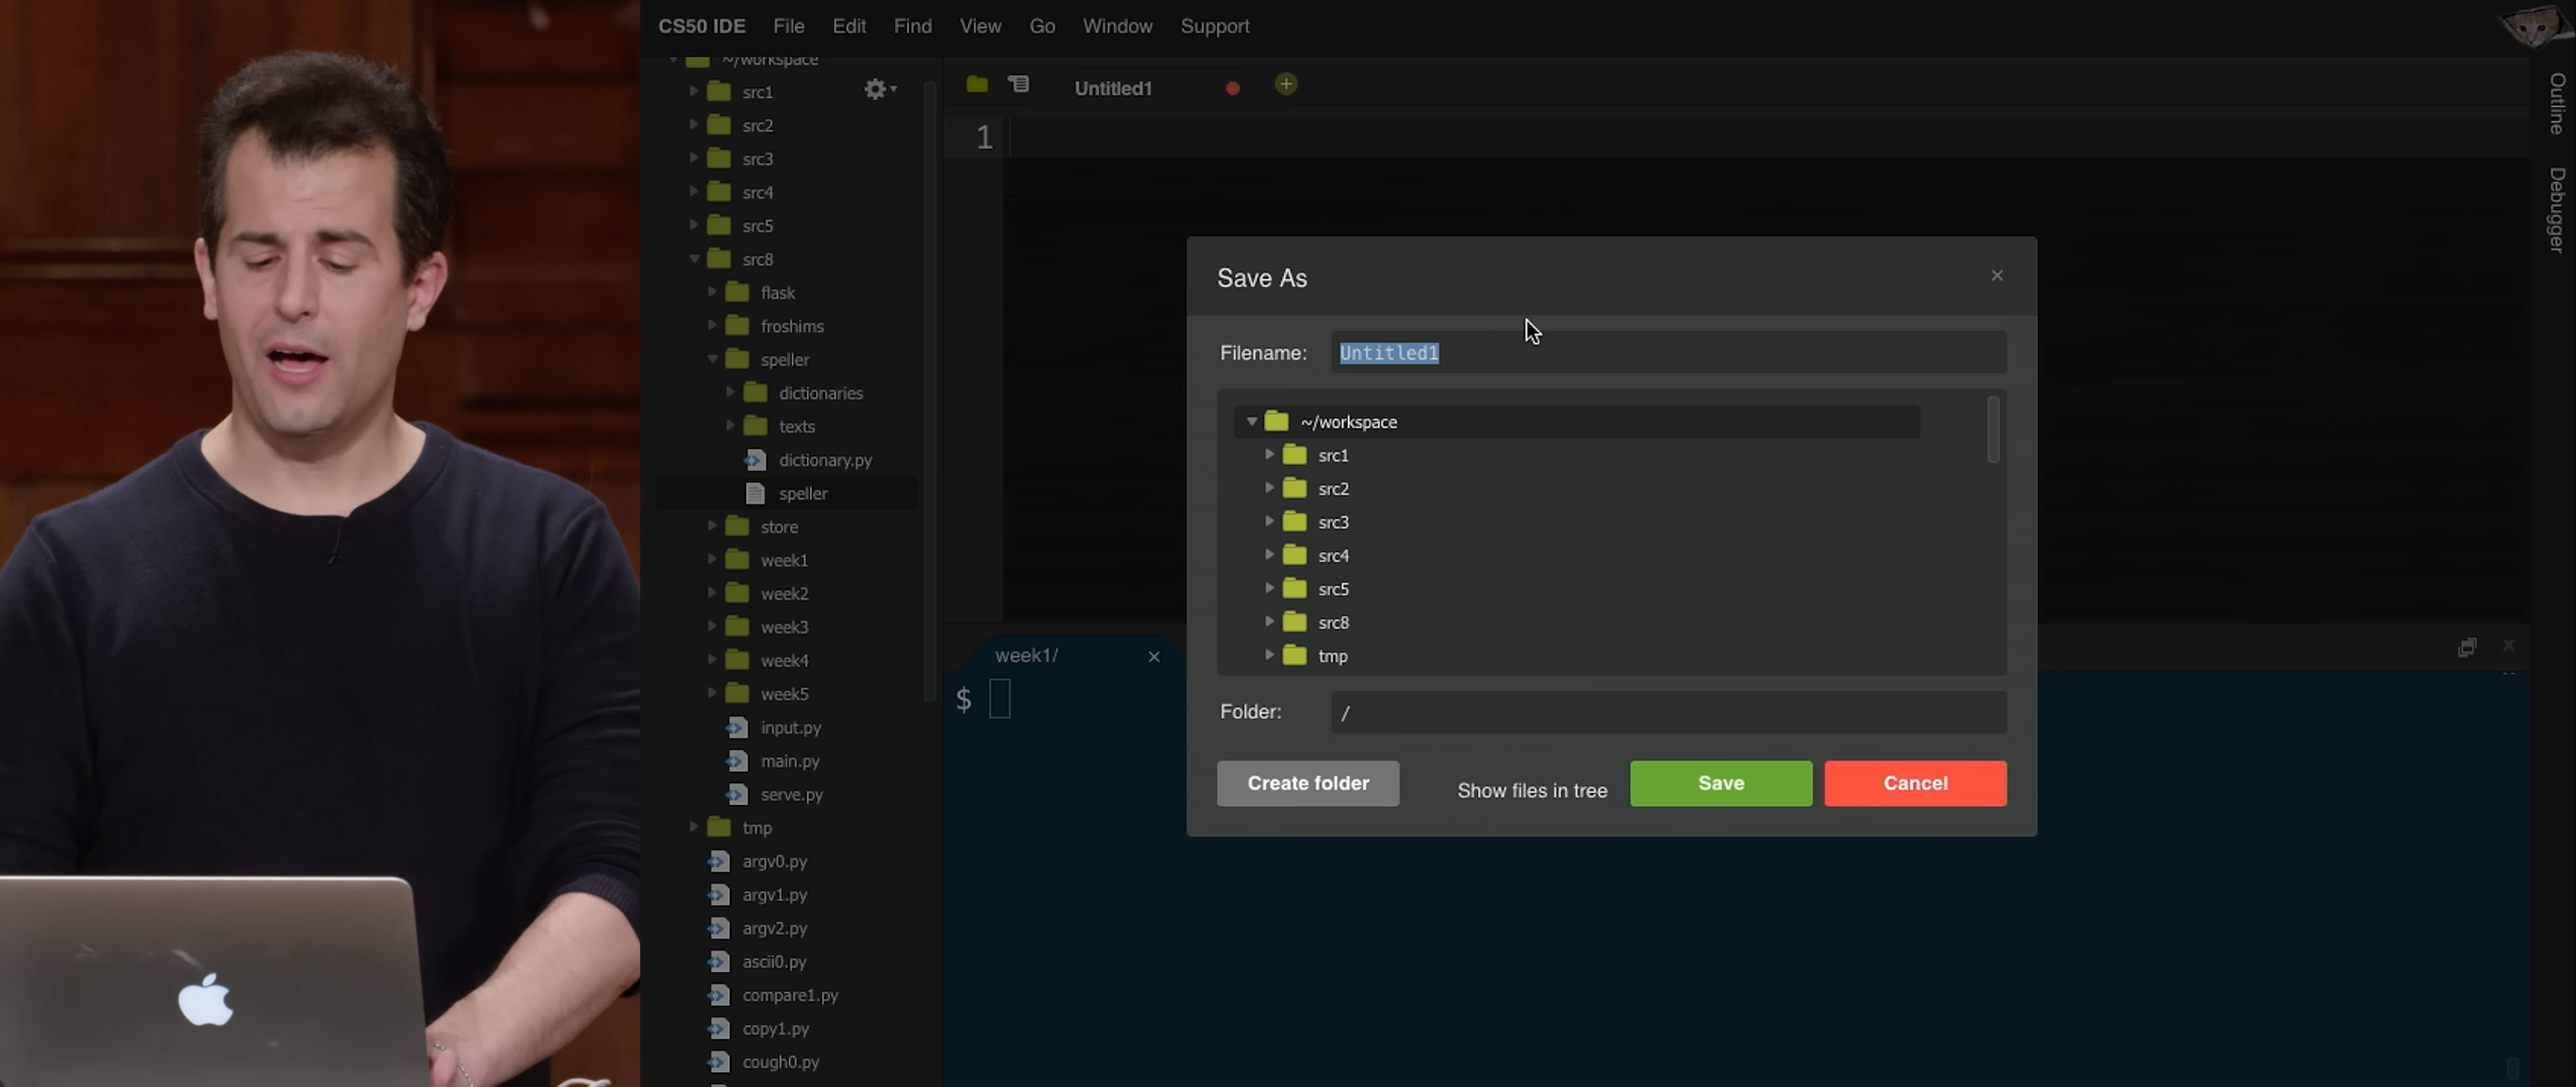 CS50 IDE File Edit Find View Go Window Support
~/workspace
src1
src2
src3
src4
src5
src8
flask
froshims
speller
dictionaries
texts
dictionary.py
speller
store
week1
week2
week3
week4
week5
input.py
main.py
serve.py
tmp
argv0.py
argv1.py
argv2.py
ascii0.py
compare1.py
copy1.py
cough0.py
Untitled1
1
Save As
Filename: Untitled1
~/workspace
src1
src2
src3
src4
src5
src8
tmp
Folder: /
Create folder Show files in tree Save Cancel
week1/
$
Outline
Debugger